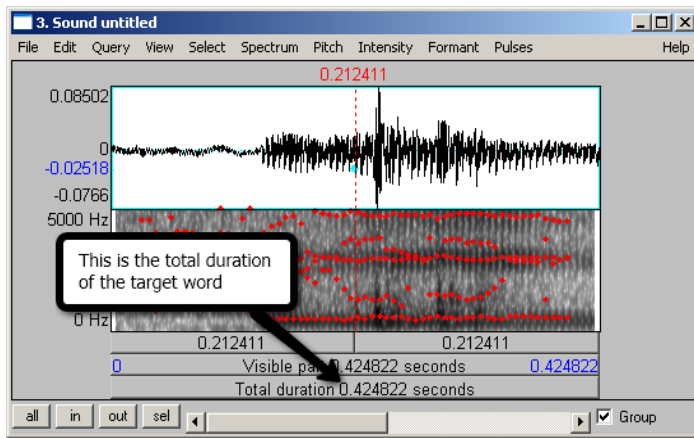 3. Sound untitled
File Edit Query View Select Spectrum Pitch Intensity Formant Pulses Help
0.212411
0.08502
0
-0.02518
-0.0766
5000 Hz
This is the total duration
of the target word
0 Hz
0.212411 0.212411
0 Visible 0.424822 seconds 0.424822
Total duration 0.424822 seconds
all in out sel Group